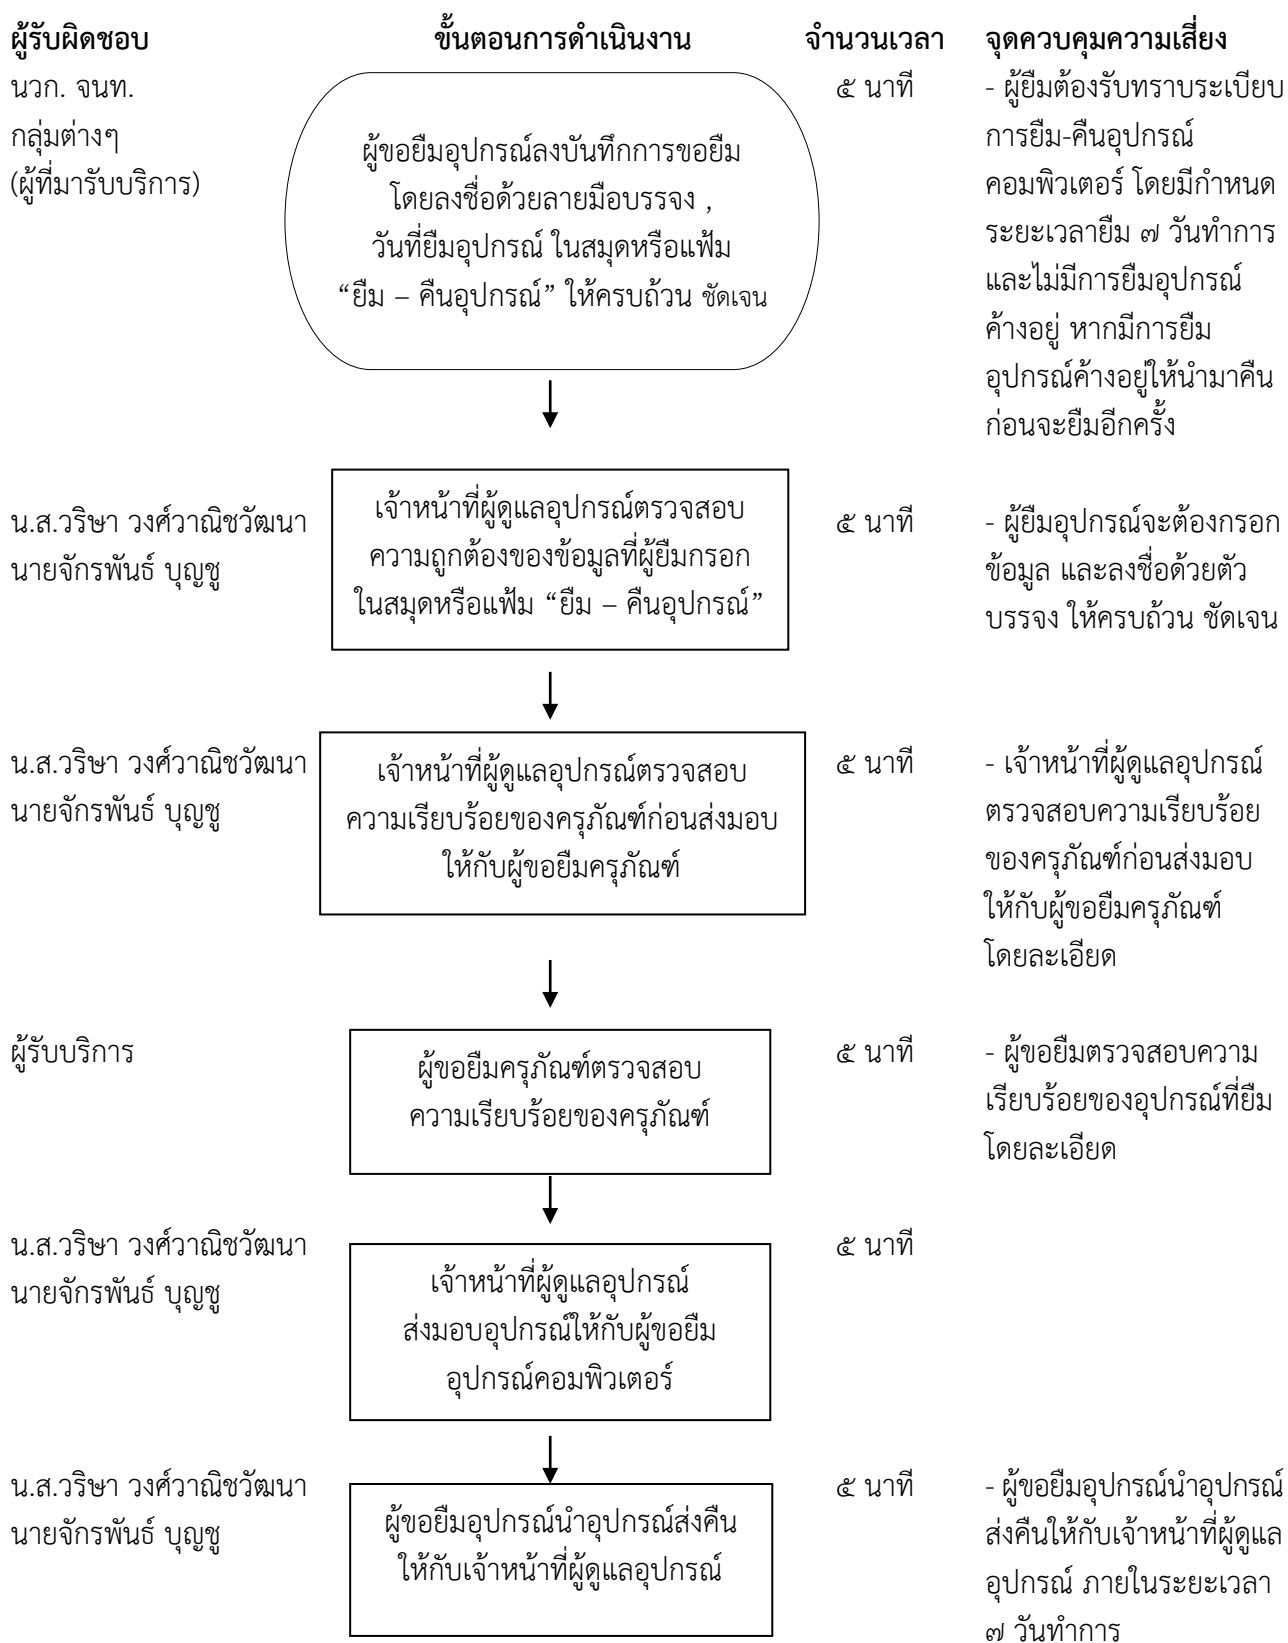 ผู้รับผิดชอบ ขั้นตอนการดำเนินงาน จำนวนเวลา จุดควบคุมความเสี่ยง
นวก. จนท.
กลุ่มต่างๆ
(ผู้ที่มารับบริการ)
ผู้ขอยืมอุปกรณ์ลงบันทึกการขอยืม
โดยลงชื่อด้วยลายมือบรรจง ,
วันที่ยืมอุปกรณ์ ในสมุดหรือแฟ้ม
“ยืม – คืนอุปกรณ์” ให้ครบถ้วน ชัดเจน
๕ นาที
- ผู้ยืมต้องรับทราบระเบียบ
การยืม-คืนอุปกรณ์
คอมพิวเตอร์ โดยมีกำหนด
ระยะเวลายืม ๗ วันทำการ
และไม่มีการยืมอุปกรณ์
ค้างอยู่ หากมีการยืม
อุปกรณ์ค้างอยู่ให้นำมาคืน
ก่อนจะยืมอีกครั้ง
น.ส.วริษา วงศ์วาณิชวัฒนา
นายจักรพันธ์ บุญชู
เจ้าหน้าที่ผู้ดูแลอุปกรณ์ตรวจสอบ
ความถูกต้องของข้อมูลที่ผู้ยืมกรอก
ในสมุดหรือแฟ้ม “ยืม – คืนอุปกรณ์”
๕ นาที
- ผู้ยืมอุปกรณ์จะต้องกรอก
ข้อมูล และลงชื่อด้วยตัว
บรรจง ให้ครบถ้วน ชัดเจน
น.ส.วริษา วงศ์วาณิชวัฒนา
นายจักรพันธ์ บุญชู
เจ้าหน้าที่ผู้ดูแลอุปกรณ์ตรวจสอบ
ความเรียบร้อยของครุภัณฑ์ก่อนส่งมอบ
ให้กับผู้ขอยืมครุภัณฑ์
๕ นาที
- เจ้าหน้าที่ผู้ดูแลอุปกรณ์
ตรวจสอบความเรียบร้อย
ของครุภัณฑ์ก่อนส่งมอบ
ให้กับผู้ขอยืมครุภัณฑ์
โดยละเอียด
ผู้รับบริการ
ผู้ขอยืมครุภัณฑ์ตรวจสอบ
ความเรียบร้อยของครุภัณฑ์
๕ นาที
- ผู้ขอยืมตรวจสอบความ
เรียบร้อยของอุปกรณ์ที่ยืม
โดยละเอียด
น.ส.วริษา วงศ์วาณิชวัฒนา
นายจักรพันธ์ บุญชู
เจ้าหน้าที่ผู้ดูแลอุปกรณ์
ส่งมอบอุปกรณ์ให้กับผู้ขอยืม
อุปกรณ์คอมพิวเตอร์
๕ นาที
น.ส.วริษา วงศ์วาณิชวัฒนา
นายจักรพันธ์ บุญชู
ผู้ขอยืมอุปกรณ์นำอุปกรณ์ส่งคืน
ให้กับเจ้าหน้าที่ผู้ดูแลอุปกรณ์
๕ นาที
- ผู้ขอยืมอุปกรณ์นำอุปกรณ์
ส่งคืนให้กับเจ้าหน้าที่ผู้ดูแล
อุปกรณ์ ภายในระยะเวลา
๗ วันทำการ